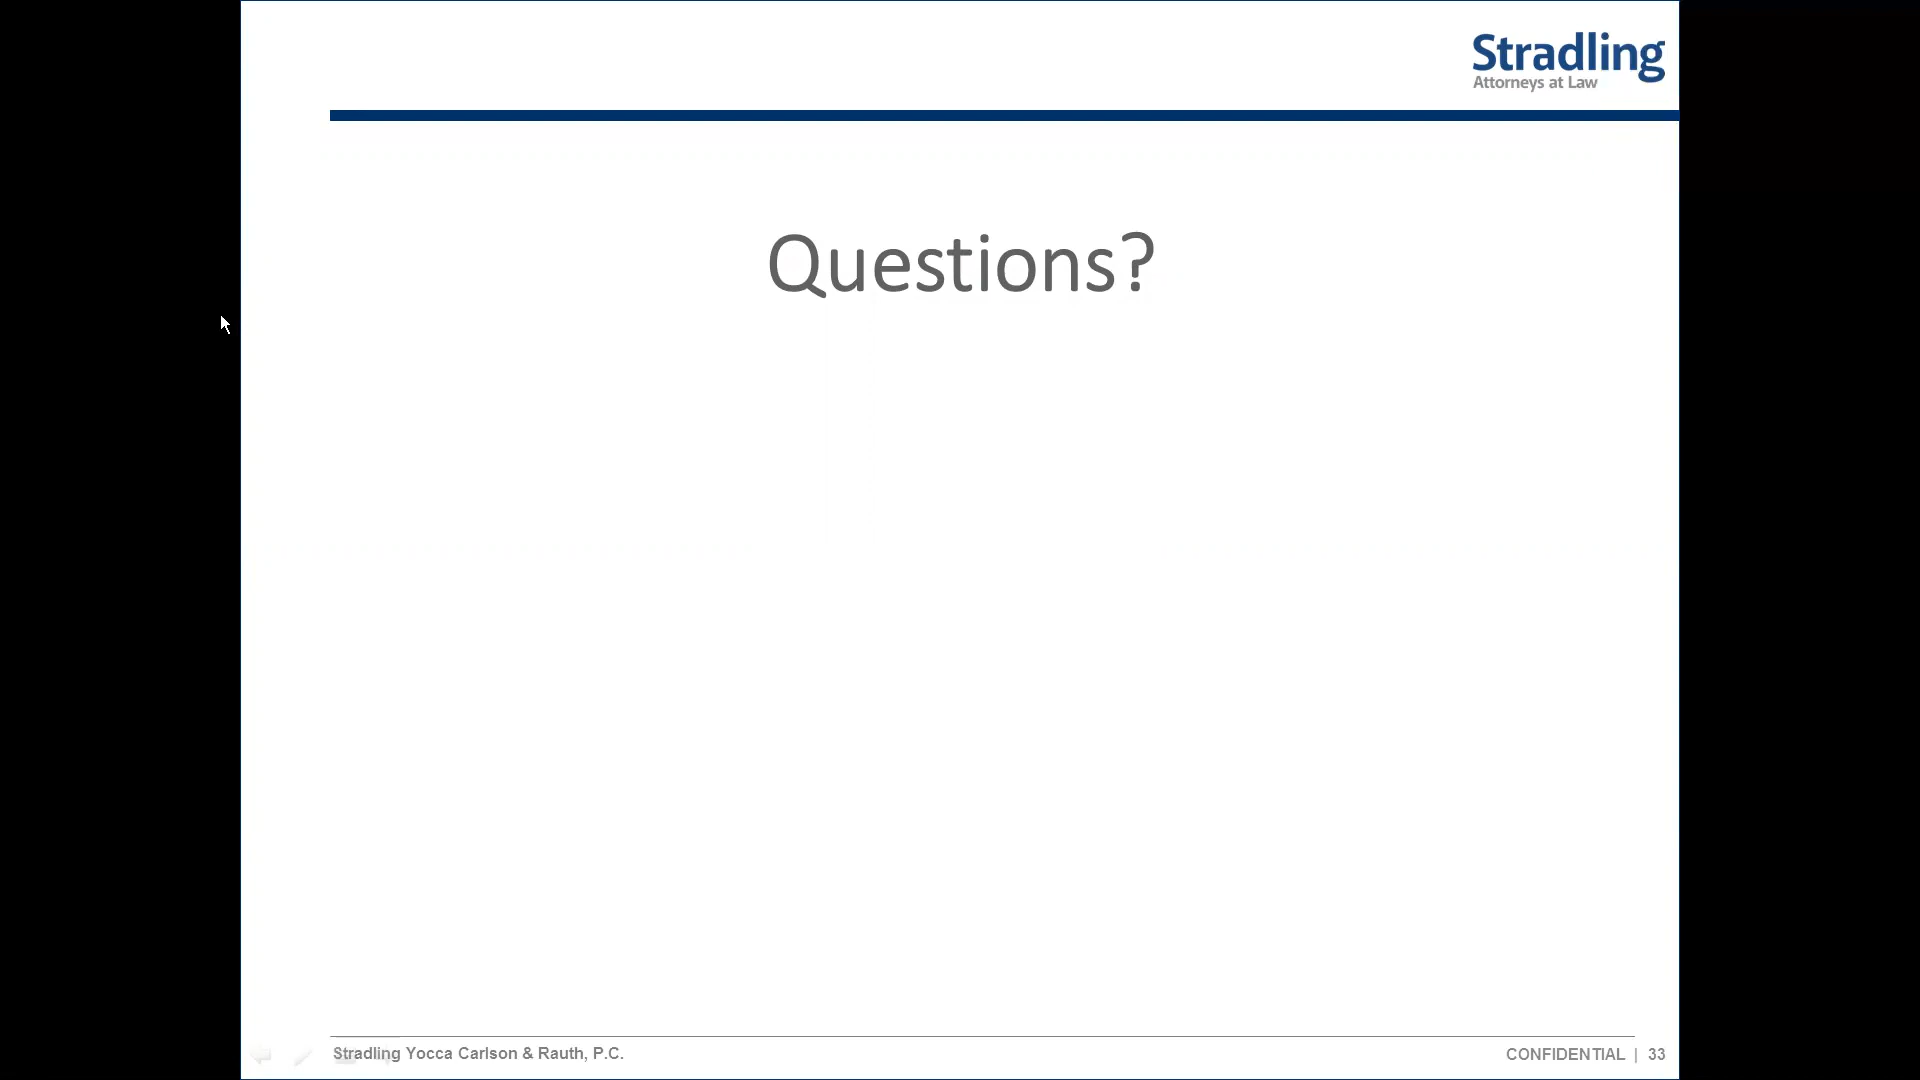 Stradling
Attorneys at Law
Questions?
Stradling Yocca Carlson & Rauth, P.C.
CONFIDENTIAL | 33